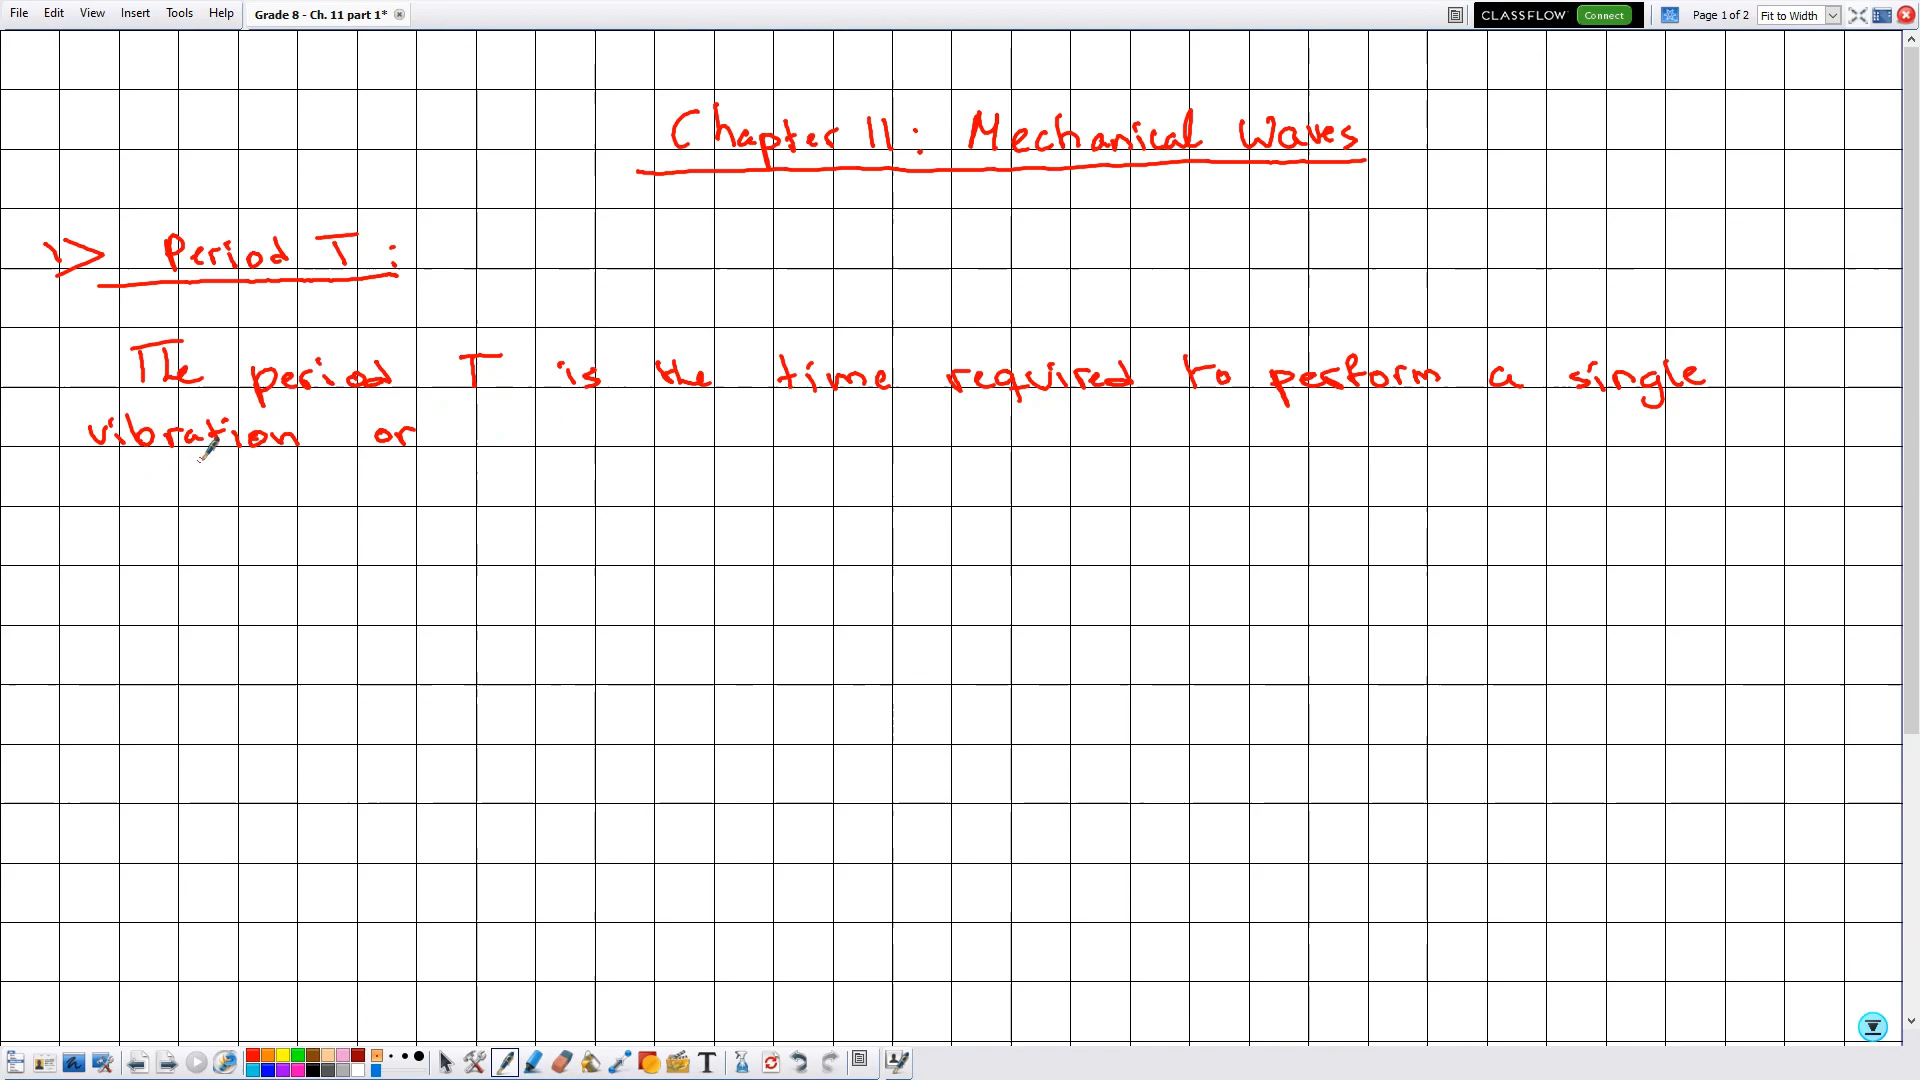 File Edit View Insert Tools Help Grade 8 - Ch. 11 part 1* CLASSFLOW Connect Page 1 of 2 Fit to Width
Chapter 11: Mechanical Waves
1> Period T:
The period T is the time required to perform a single
vibration or